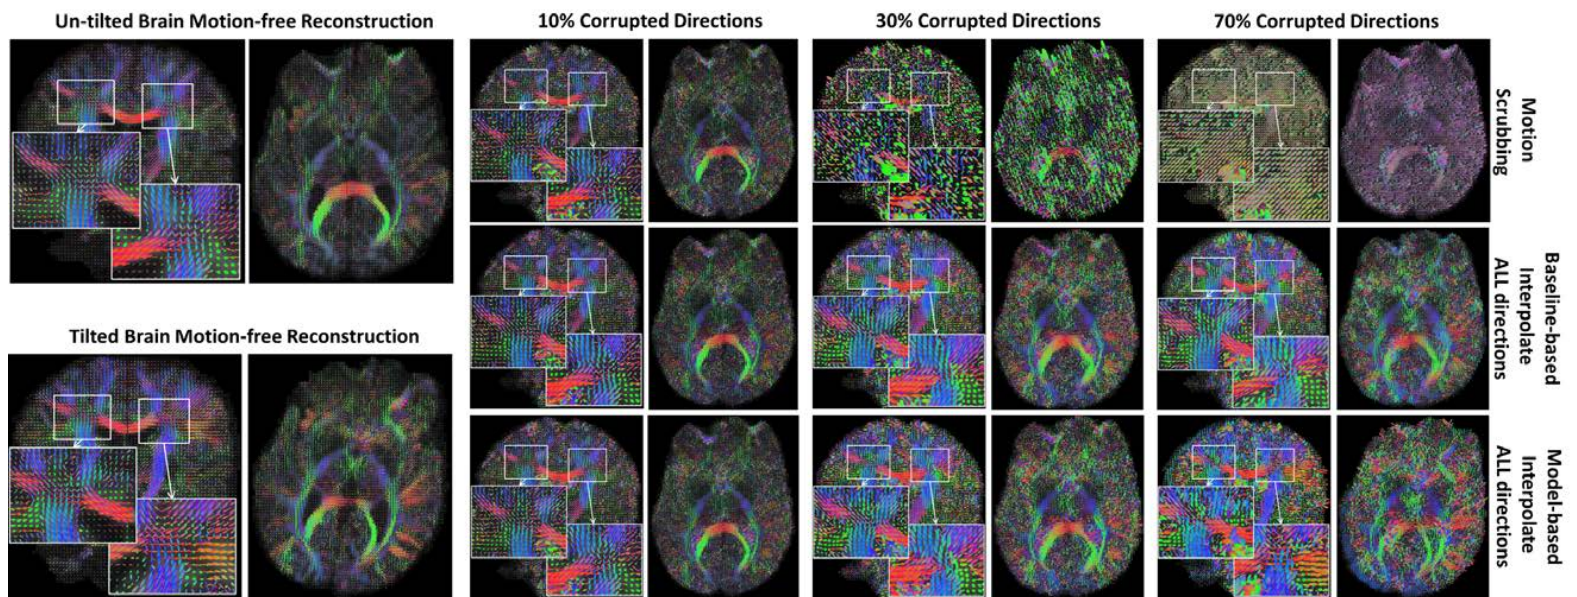 Un-tilted Brain Motion-free Reconstruction
10% Corrupted Directions
30% Corrupted Directions
70% Corrupted Directions
Motion
Scrubbing
Baseline-based
Interpolate
ALL directions
Tilted Brain Motion-free Reconstruction
Model-based
Interpolate
ALL directions